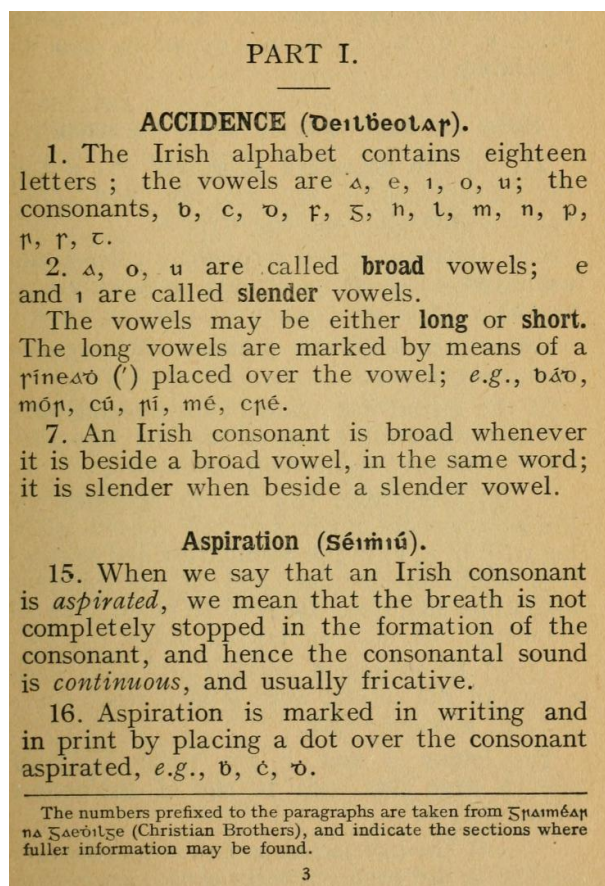 PART I.
ACCIDENCE (Deilḃeolas).
1. The Irish alphabet contains eighteen
letters ; the vowels are a, e, ı, o, u; the
consonants, b, c, d, f, g, h, l, m, n, p,
r, s, t.
2. a, o, u are called broad vowels; e
and ı are called slender vowels.
The vowels may be either long or short.
The long vowels are marked by means of a
síneaḋ (′) placed over the vowel; e.g., bád,
mór, cú, sí, mé, cré.
7. An Irish consonant is broad whenever
it is beside a broad vowel, in the same word;
it is slender when beside a slender vowel.
Aspiration (Séıṁıú).
15. When we say that an Irish consonant
is aspirated, we mean that the breath is not
completely stopped in the formation of the
consonant, and hence the consonantal sound
is continuous, and usually fricative.
16. Aspiration is marked in writing and
in print by placing a dot over the consonant
aspirated, e.g., ḃ, ċ, ḋ.
The numbers prefixed to the paragraphs are taken from Graıméar
na Gaeḋılge (Christian Brothers), and indicate the sections where
fuller information may be found.
3